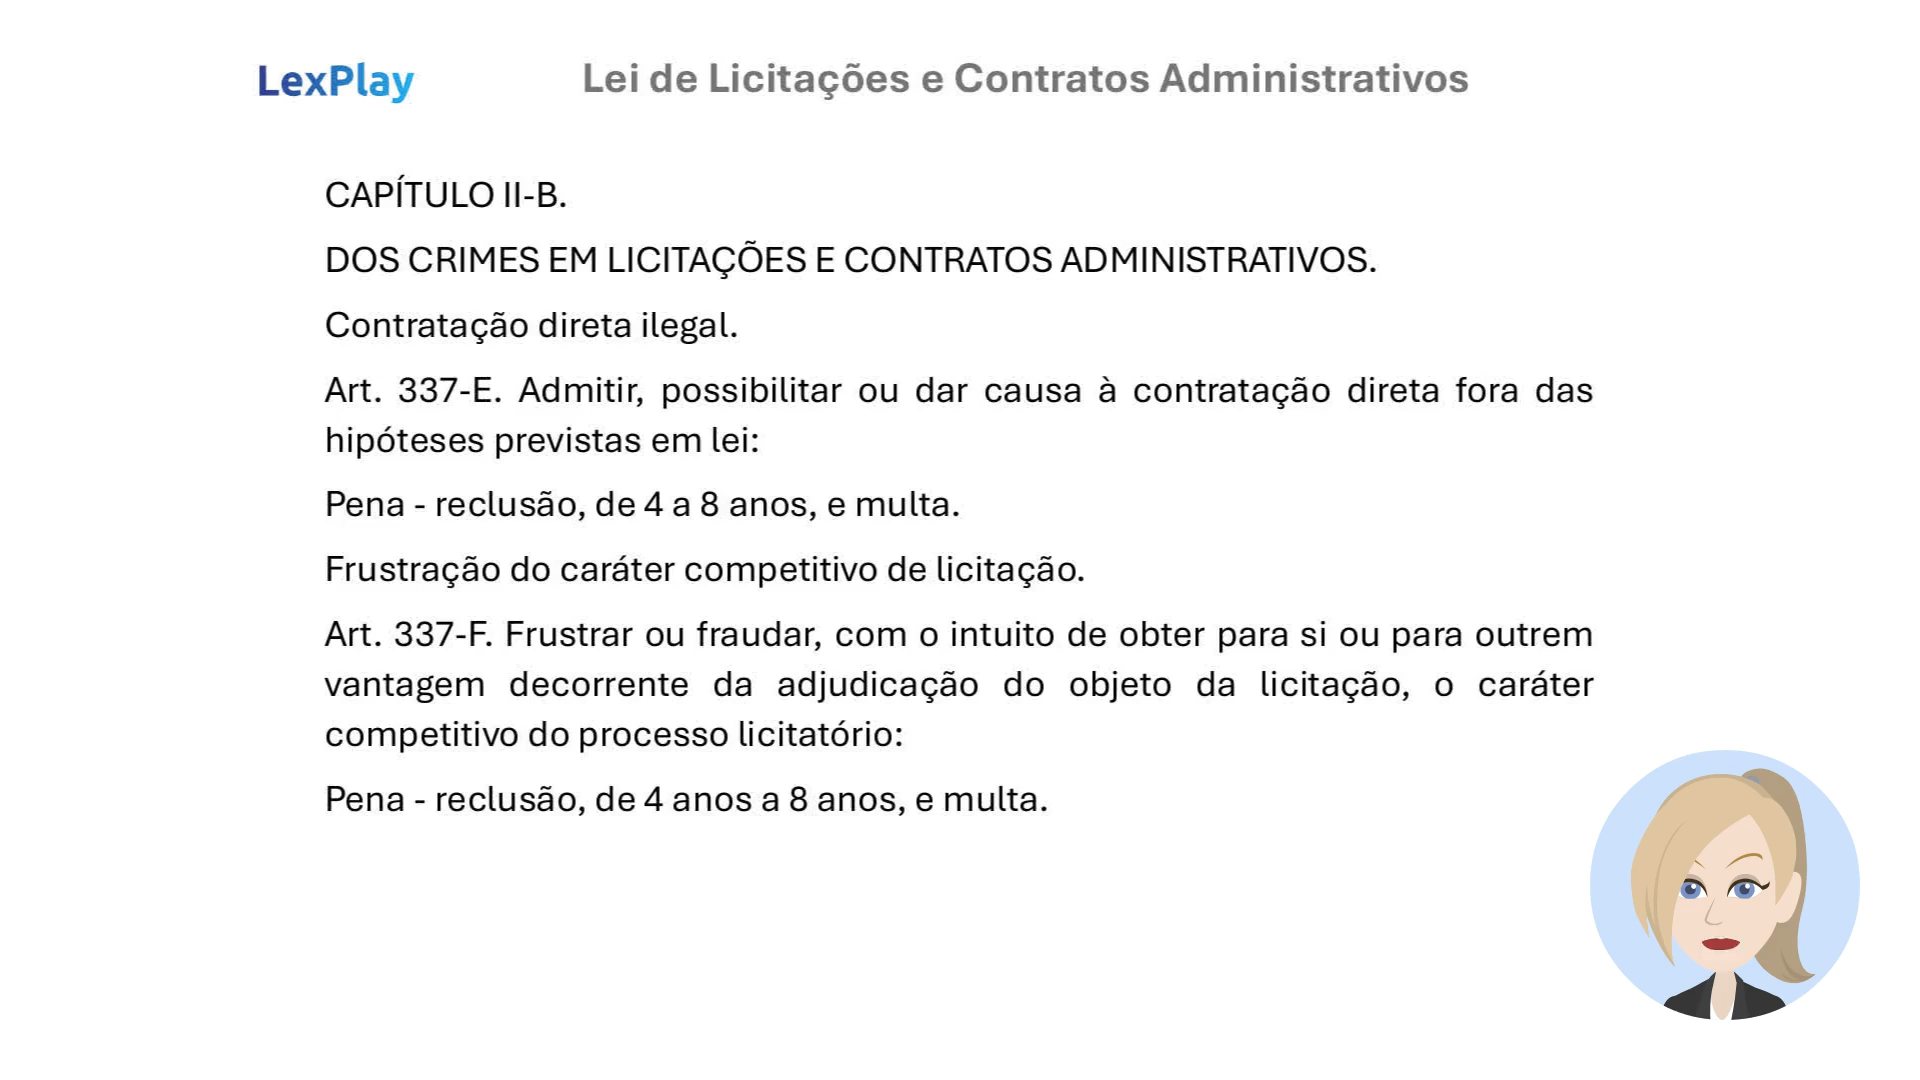 LexPlay
Lei de Licitações e Contratos Administrativos
CAPÍTULO II-B.
DOS CRIMES EM LICITAÇÕES E CONTRATOS ADMINISTRATIVOS.
Contratação direta ilegal.
Art. 337-E. Admitir, possibilitar ou dar causa à contratação direta fora das
hipóteses previstas em lei:
Pena - reclusão, de 4 a 8 anos, e multa.
Frustração do caráter competitivo de licitação.
Art. 337-F. Frustrar ou fraudar, com o intuito de obter para si ou para outrem
vantagem decorrente da adjudicação do objeto da licitação, o caráter
competitivo do processo licitatório:
Pena - reclusão, de 4 anos a 8 anos, e multa.